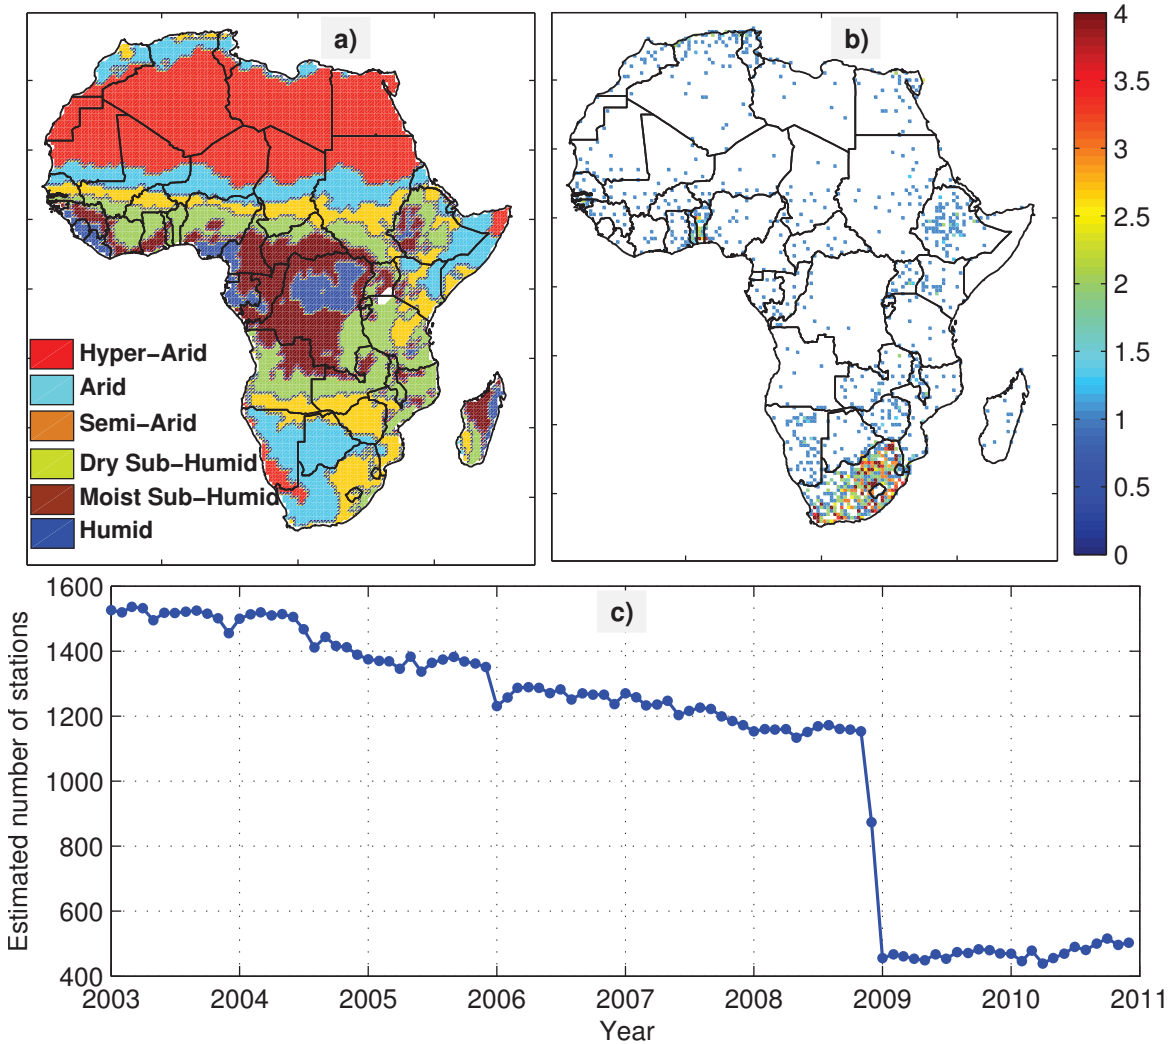 a)
b)
Hyper–Arid
Arid
Semi–Arid
Dry Sub–Humid
Moist Sub–Humid
Humid
4
3.5
3
2.5
2
1.5
1
0.5
0
c)
1600
1400
1200
1000
800
600
400
Estimated number of stations
2003 2004 2005 2006 2007 2008 2009 2010 2011
Year